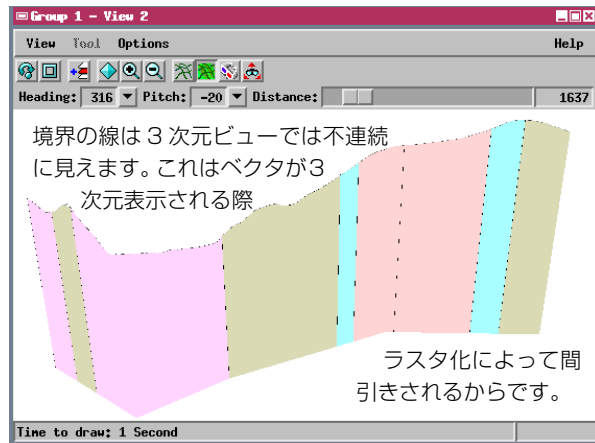 Group 1 - View 2
View Tool Options Help
Heading: 316 Pitch: -20 Distance: 1637
境界の線は 3 次元ビューでは不連続
に見えます。これはベクタが3
次元表示される際
ラスタ化によって間
引きされるからです。
Time to draw: 1 Second